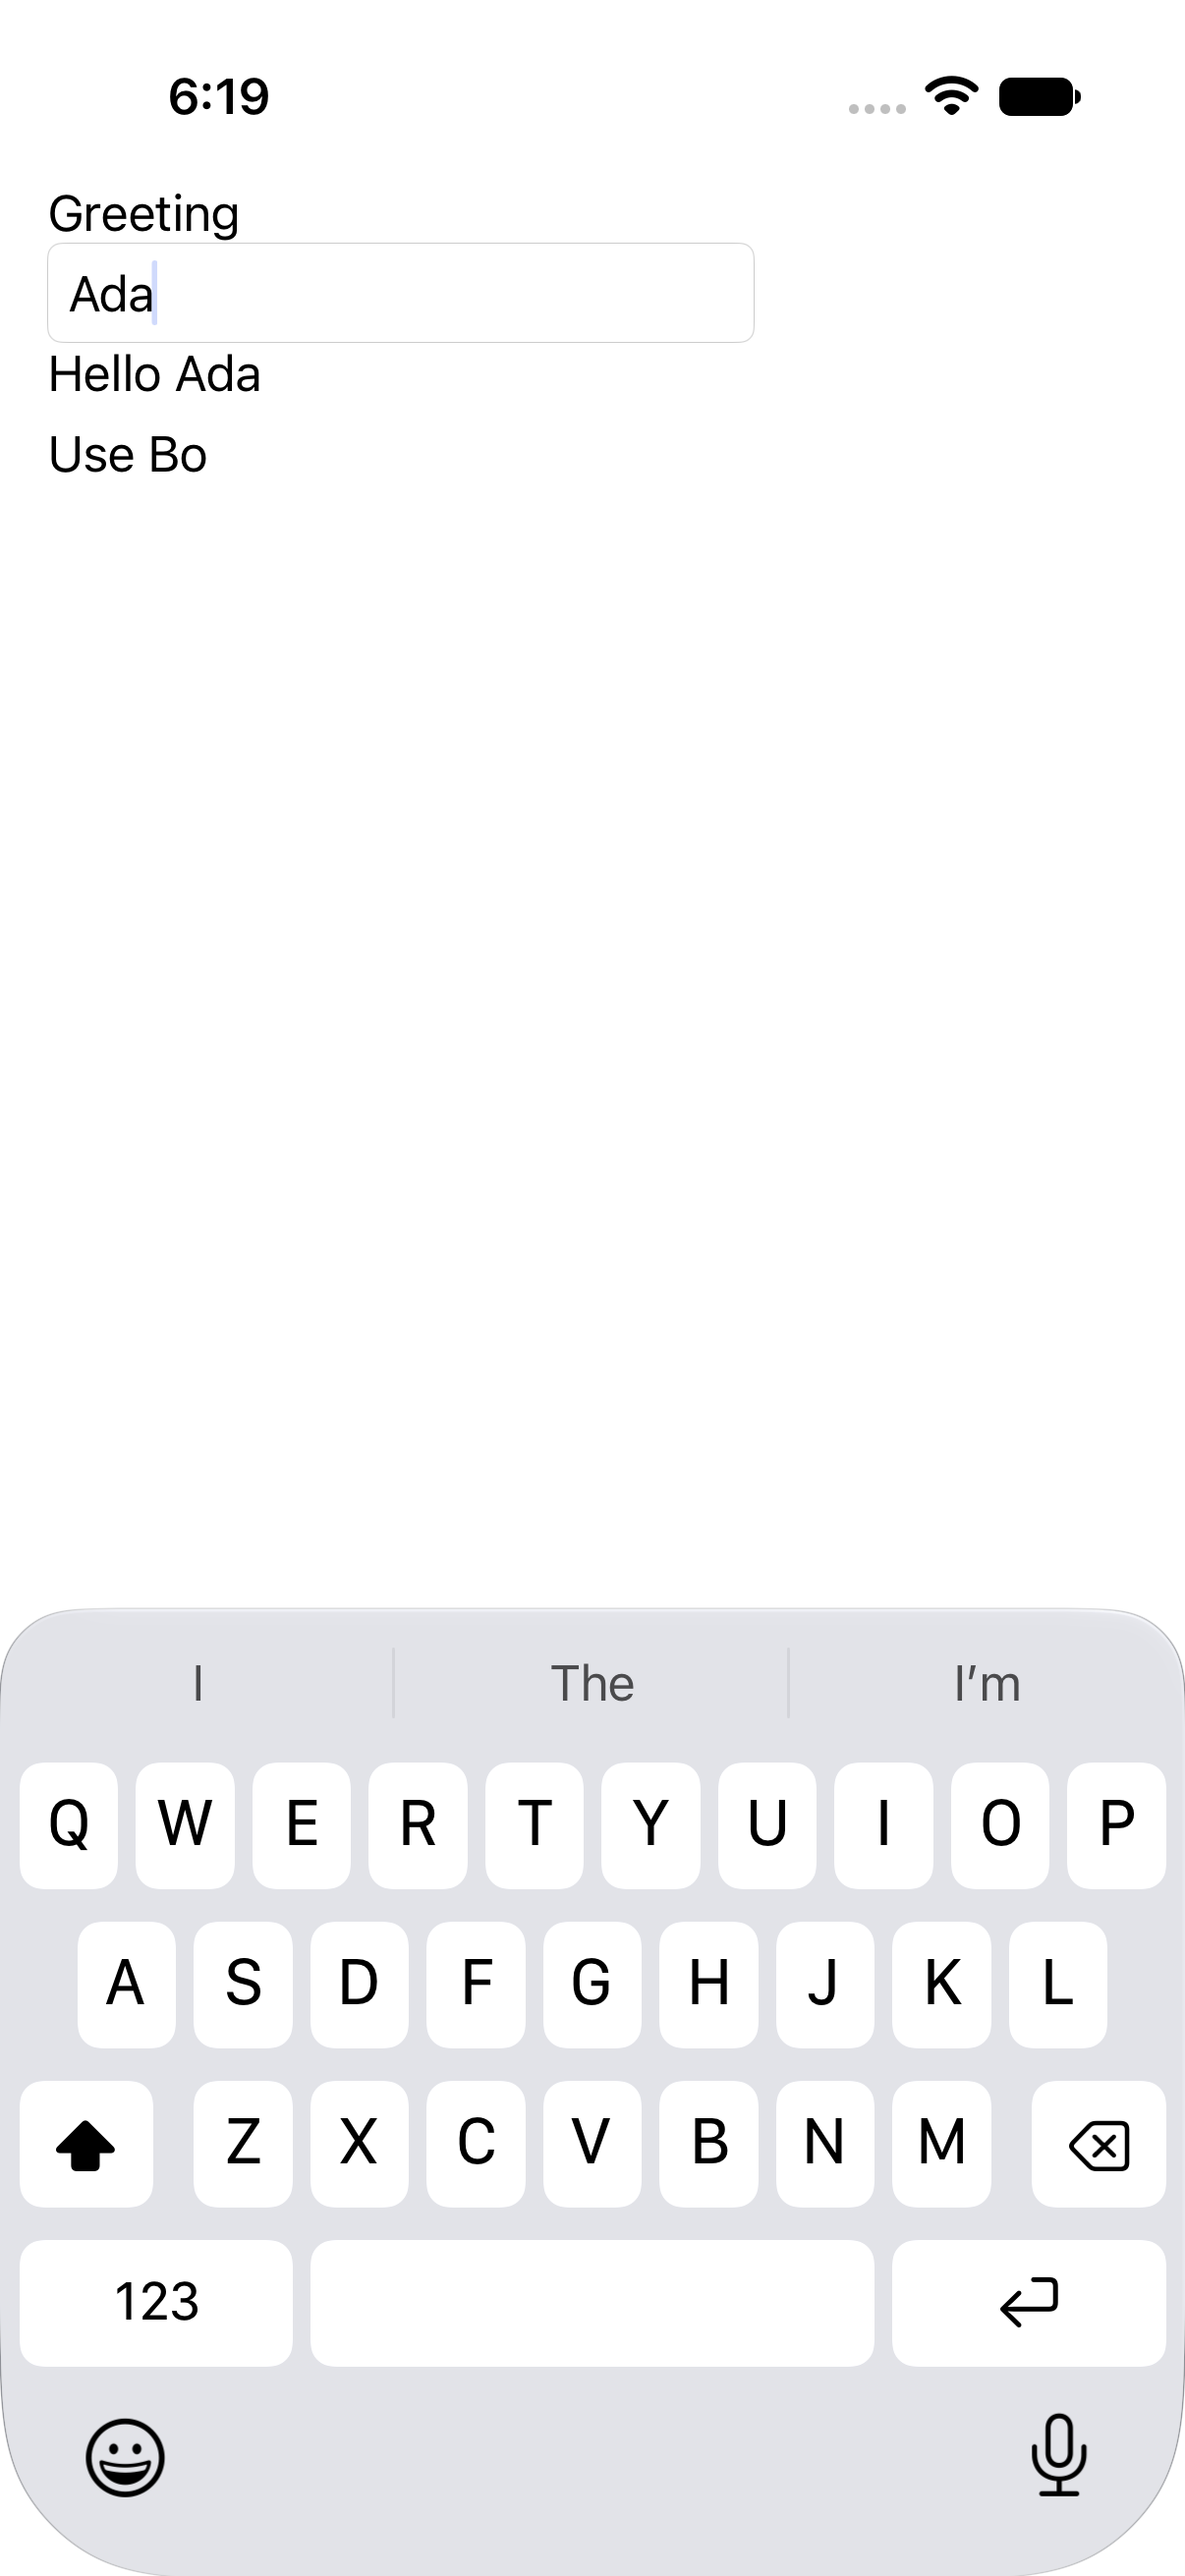 6:19
Greeting
Ada
Hello Ada
Use Bo
I The I’m
Q W E R T Y U I O P
A S D F G H J K L
Z X C V B N M
123